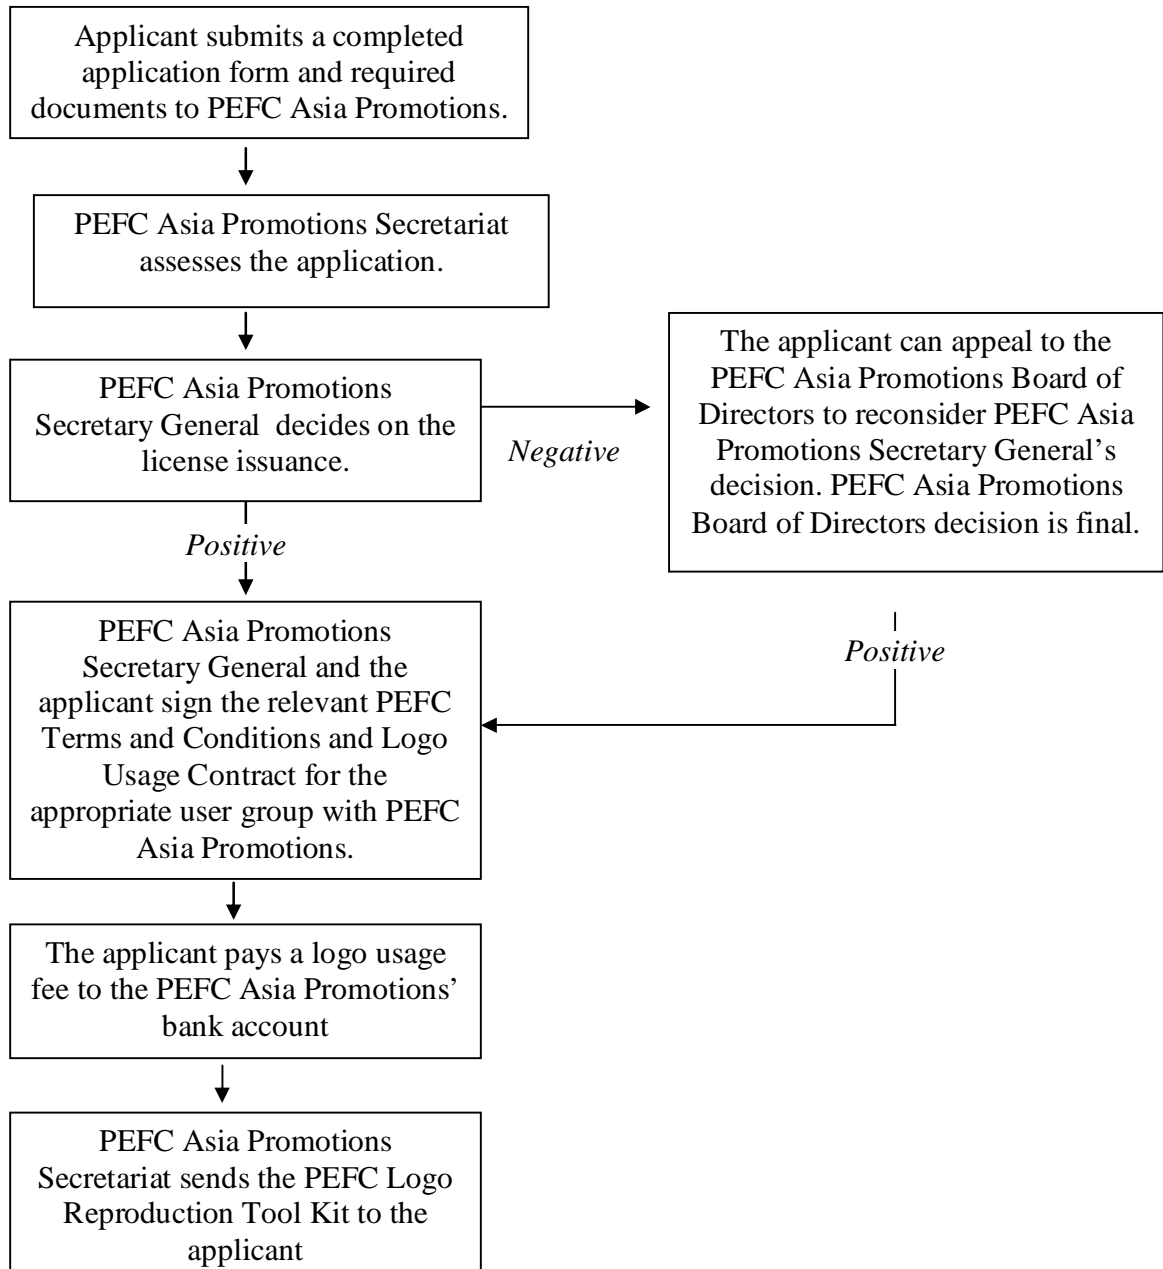 Applicant submits a completed
application form and required
documents to PEFC Asia Promotions.
PEFC Asia Promotions Secretariat
assesses the application.
PEFC Asia Promotions
Secretary General decides on the
license issuance.
Negative
The applicant can appeal to the
PEFC Asia Promotions Board of
Directors to reconsider PEFC Asia
Promotions Secretary General’s
decision. PEFC Asia Promotions
Board of Directors decision is final.
Positive
Positive
PEFC Asia Promotions
Secretary General and the
applicant sign the relevant PEFC
Terms and Conditions and Logo
Usage Contract for the
appropriate user group with PEFC
Asia Promotions.
The applicant pays a logo usage
fee to the PEFC Asia Promotions’
bank account
PEFC Asia Promotions
Secretariat sends the PEFC Logo
Reproduction Tool Kit to the
applicant